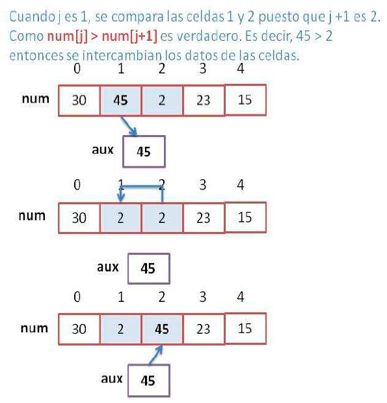 Cuando j es 1, se compara las celdas 1 y 2 puesto que j +1 es 2.
Como num[j] > num[j+1] es verdadero. Es decir, 45 > 2
entonces se intercambian los datos de las celdas.
0 1 2 3 4
num 30 45 2 23 15
aux 45
0 1 2 3 4
num 30 2 2 23 15
aux 45
0 1 2 3 4
num 30 2 45 23 15
aux 45